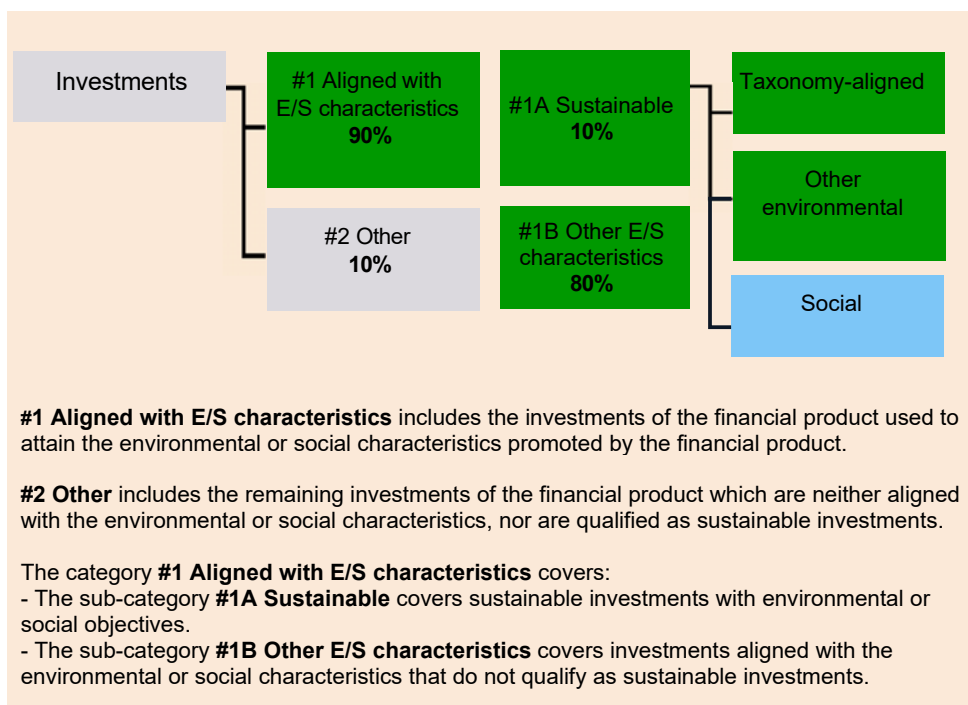 Investments
#1 Aligned with
E/S characteristics
90%
#2 Other
10%
#1A Sustainable
10%
#1B Other E/S
characteristics
80%
Taxonomy-aligned
Other
environmental
Social
#1 Aligned with E/S characteristics includes the investments of the financial product used to
attain the environmental or social characteristics promoted by the financial product.
#2 Other includes the remaining investments of the financial product which are neither aligned
with the environmental or social characteristics, nor are qualified as sustainable investments.
The category #1 Aligned with E/S characteristics covers:
- The sub-category #1A Sustainable covers sustainable investments with environmental or
social objectives.
- The sub-category #1B Other E/S characteristics covers investments aligned with the
environmental or social characteristics that do not qualify as sustainable investments.